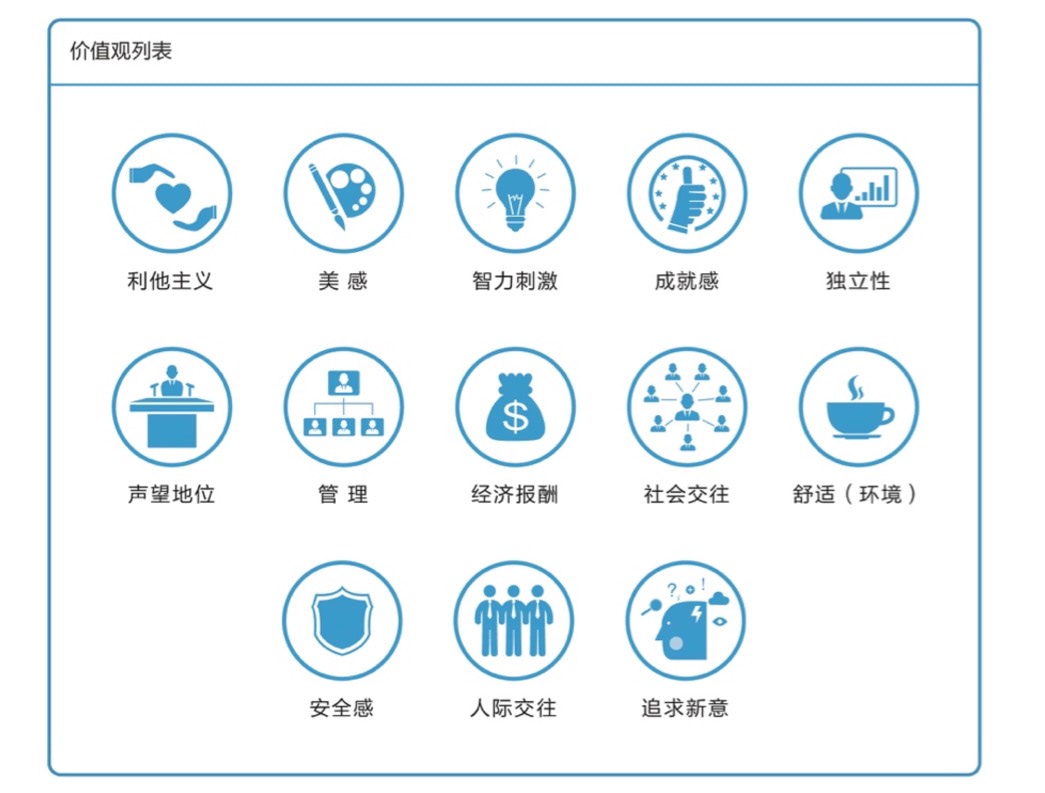 价值观列表
利他主义 美 感 智力刺激 成就感 独立性
声望地位 管 理 经济报酬 社会交往 舒适（环境）
安全感 人际交往 追求新意